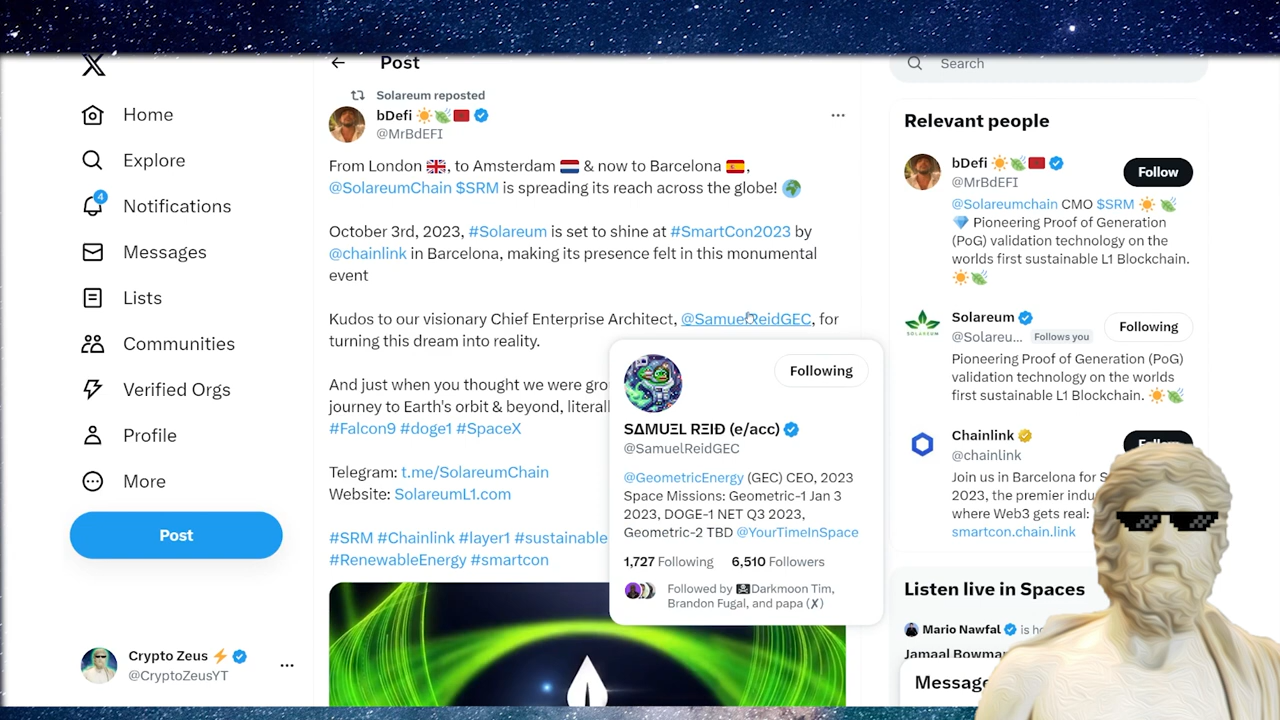 Home
Explore
4
Notifications
Messages
Lists
Communities
Verified Orgs
Profile
More
Post
Crypto Zeus
@CryptoZeusYT
Post
Solareum reposted
bDefi
@MrBdEFI
From London 🇬🇧, to Amsterdam 🇳🇱 & now to Barcelona 🇪🇸,
@SolareumChain $SRM is spreading its reach across the globe! 🌍
October 3rd, 2023, #Solareum is set to shine at #SmartCon2023 by
@chainlink in Barcelona, making its presence felt in this monumental
event
Kudos to our visionary Chief Enterprise Architect, @SamuelReidGEC, for
turning this dream into reality.
And just when you thought we were gro
journey to Earth's orbit & beyond, literall
#Falcon9 #doge1 #SpaceX
Telegram: t.me/SolareumChain
Website: SolareumL1.com
#SRM #Chainlink #layer1 #sustainable
#RenewableEnergy #smartcon
Following
SΔMUΞL RΞIĐ (e/acc)
@SamuelReidGEC
@GeometricEnergy (GEC) CEO, 2023
Space Missions: Geometric-1 Jan 3
2023, DOGE-1 NET Q3 2023,
Geometric-2 TBD @YourTimeInSpace
1,727 Following 6,510 Followers
Followed by ☠Darkmoon Tim,
Brandon Fugal, and papa (✗)
Search
Relevant people
bDefi
@MrBdEFI
Follow
@Solareumchain CMO $SRM ☀️🍃
💎 Pioneering Proof of Generation
(PoG) validation technology on the
worlds first sustainable L1 Blockchain.
☀️🍃
Solareum
@Solareu... Follows you
Following
Pioneering Proof of Generation (PoG)
validation technology on the worlds
first sustainable L1 Blockchain. ☀️🍃
Chainlink
@chainlink
Join us in Barcelona for S
2023, the premier indu
where Web3 gets real:
smartcon.chain.link
Listen live in Spaces
Mario Nawfal is ho
Jamaal Bowma
Message